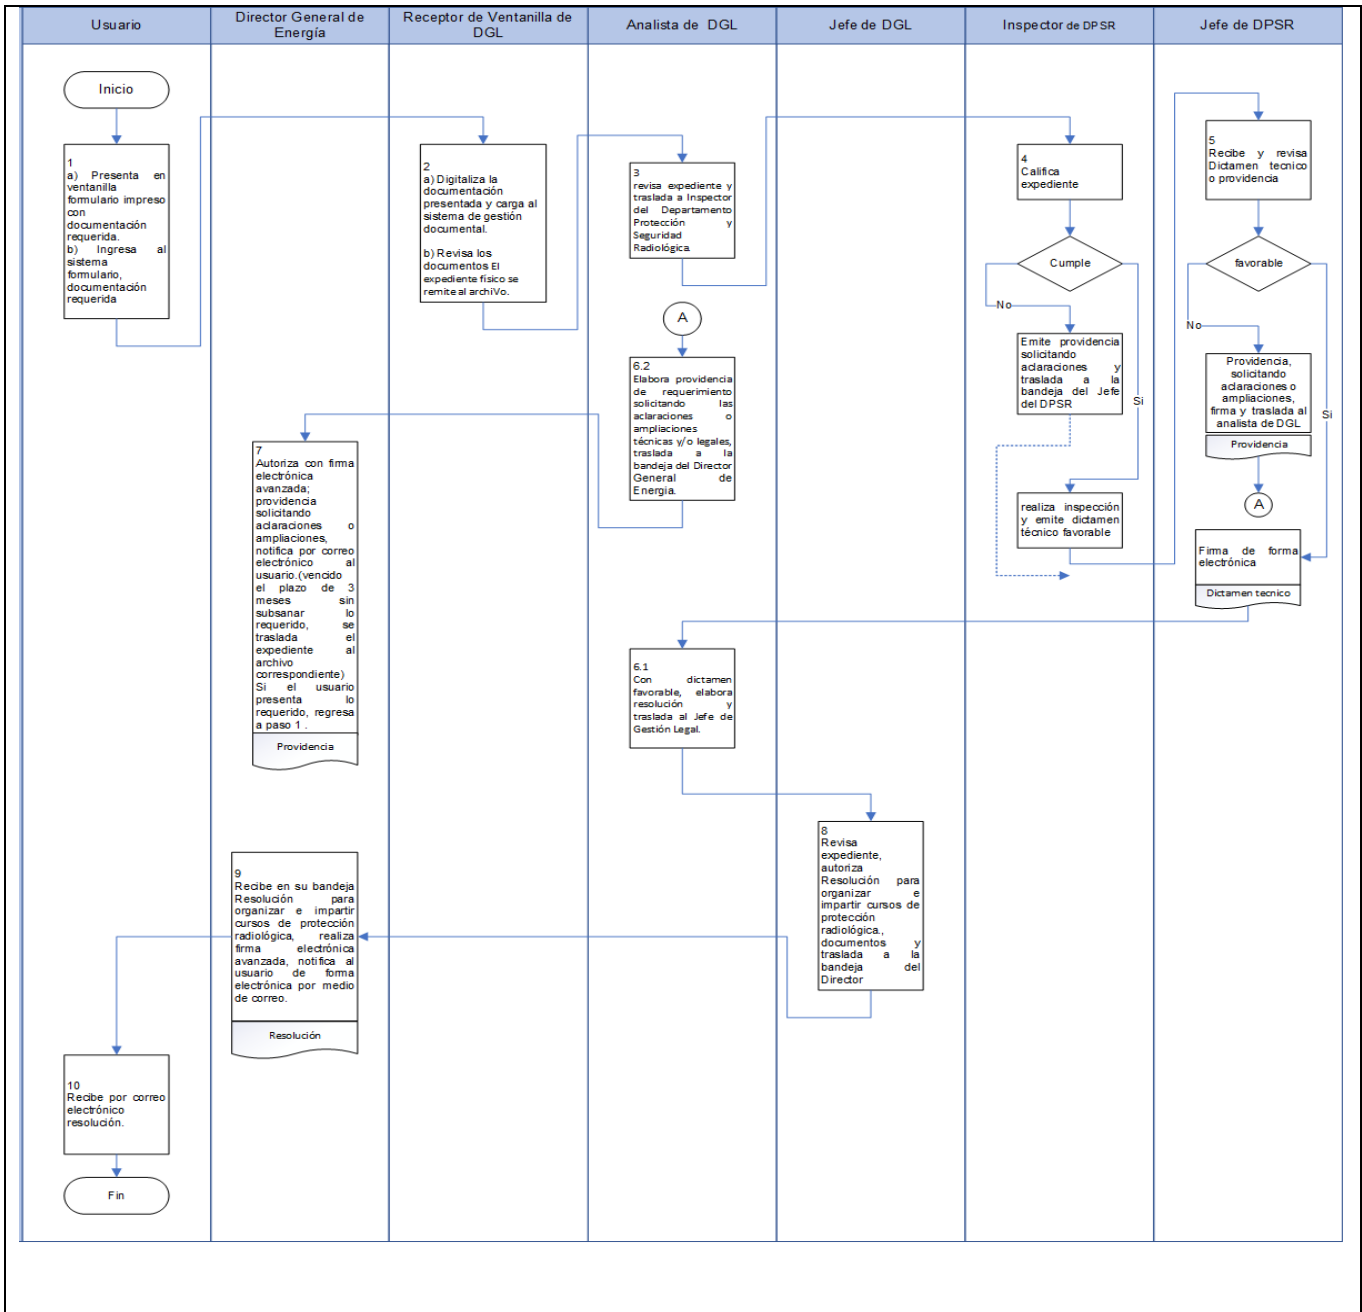 Usuario
Director General de
Energía
Receptor de Ventanilla de
DGL
Analista de DGL
Jefe de DGL
Inspector de DPSR
Jefe de DPSR
Inicio
1
a) Presenta en
ventanilla
formulario impreso
con
documentación
requerida.
b) Ingresa al
sistema
formulario,
documentación
requerida
2
a) Digitaliza la
documentación
presentada y carga al
sistema de gestión
documental.
b) Revisa los
documentos El
expediente físico se
remite al archiVo.
3
revisa expediente y
traslada a Inspector
del Departamento
Protección y
Seguridad
Radiológica.
4
Califica
expediente
Cumple
No
Si
Emite providencia
solicitando
aclaraciones y
traslada a la
bandeja del Jefe
del DPSR
realiza inspección
y emite dictamen
técnico favorable
5
Recibe y revisa
Dictamen tecnico
o providencia
favorable
No
Si
Providencia,
solicitando
aclaraciones o
ampliaciones,
firma y traslada al
analista de DGL
Providencia
A
Firma de forma
electrónica
Dictamen tecnico
A
6.2
Elabora providencia
de requerimiento
solicitando las
aclaraciones o
ampliaciones
técnicas y/o legales,
traslada a la
bandeja del Director
General de
Energia.
7
Autoriza con firma
electrónica
avanzada;
providencia
solicitando
aclaraciones o
ampliaciones,
notifica por correo
electrónico al
usuario.(vencido
el plazo de 3
meses sin
subsanar lo
requerido, se
traslada el
expediente al
archivo
correspondiente)
Si el usuario
presenta lo
requerido, regresa
a paso 1 .
Providencia
6.1
Con dictamen
favorable, elabora
resolución y
traslada al Jefe de
Gestión Legal.
8
Revisa
expediente,
autoriza
Resolución para
organizar e
impartir cursos de
protección
radiológica.,
documentos y
traslada a la
bandeja del
Director
9
Recibe en su bandeja
Resolución para
organizar e impartir
cursos de protección
radiológica, realiza
firma electrónica
avanzada, notifica al
usuario de forma
electrónica por medio
de correo.
Resolución
10
Recibe por correo
electrónico
resolución.
Fin